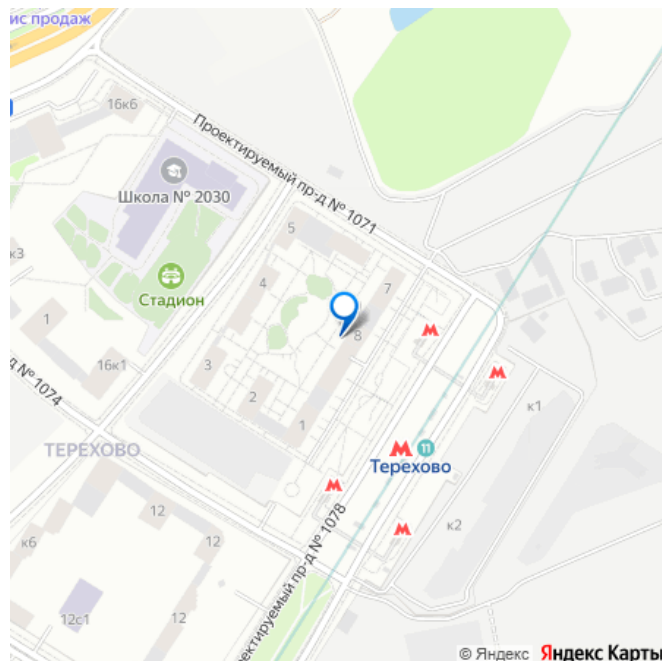 ис продаж
16к6
Проектируемый пр-д № 1071
Школа № 2030
к3
5
4
7
Стадион
8
1
16к1
3
2
1
д № 1074
ТЕРЕХОВО
М
М
М
11
Терехово
к1
М
М
к2
12
12
к6
Проектируемый пр-д № 1078
12с1
12
© Яндекс Яндекс Карты